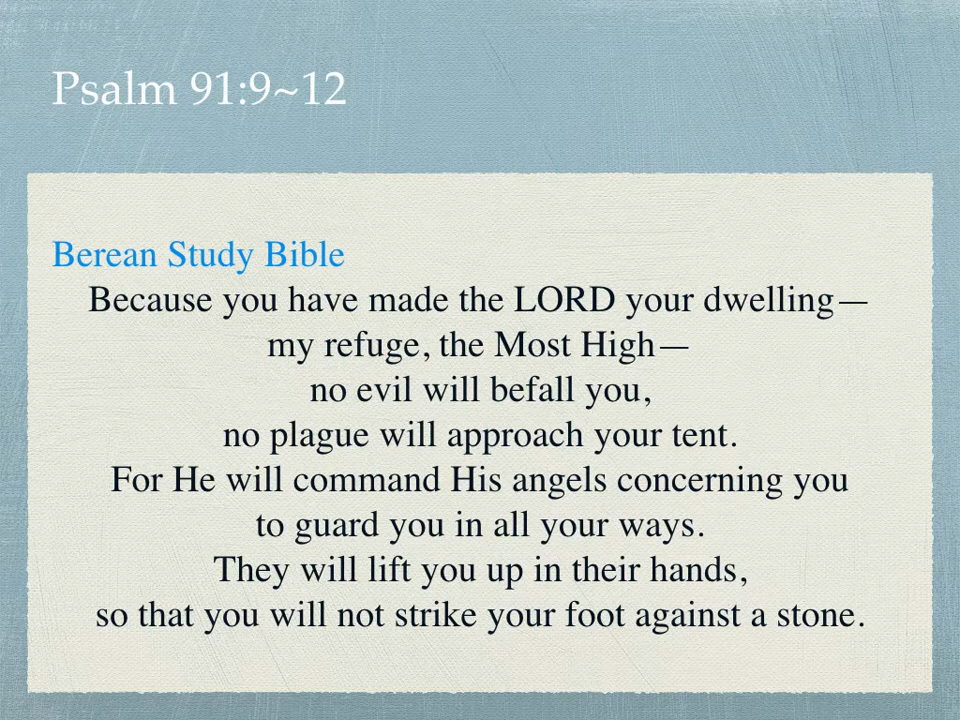 Psalm 91:9~12
Berean Study Bible
Because you have made the LORD your dwelling—
my refuge, the Most High—
no evil will befall you,
no plague will approach your tent.
For He will command His angels concerning you
to guard you in all your ways.
They will lift you up in their hands,
so that you will not strike your foot against a stone.